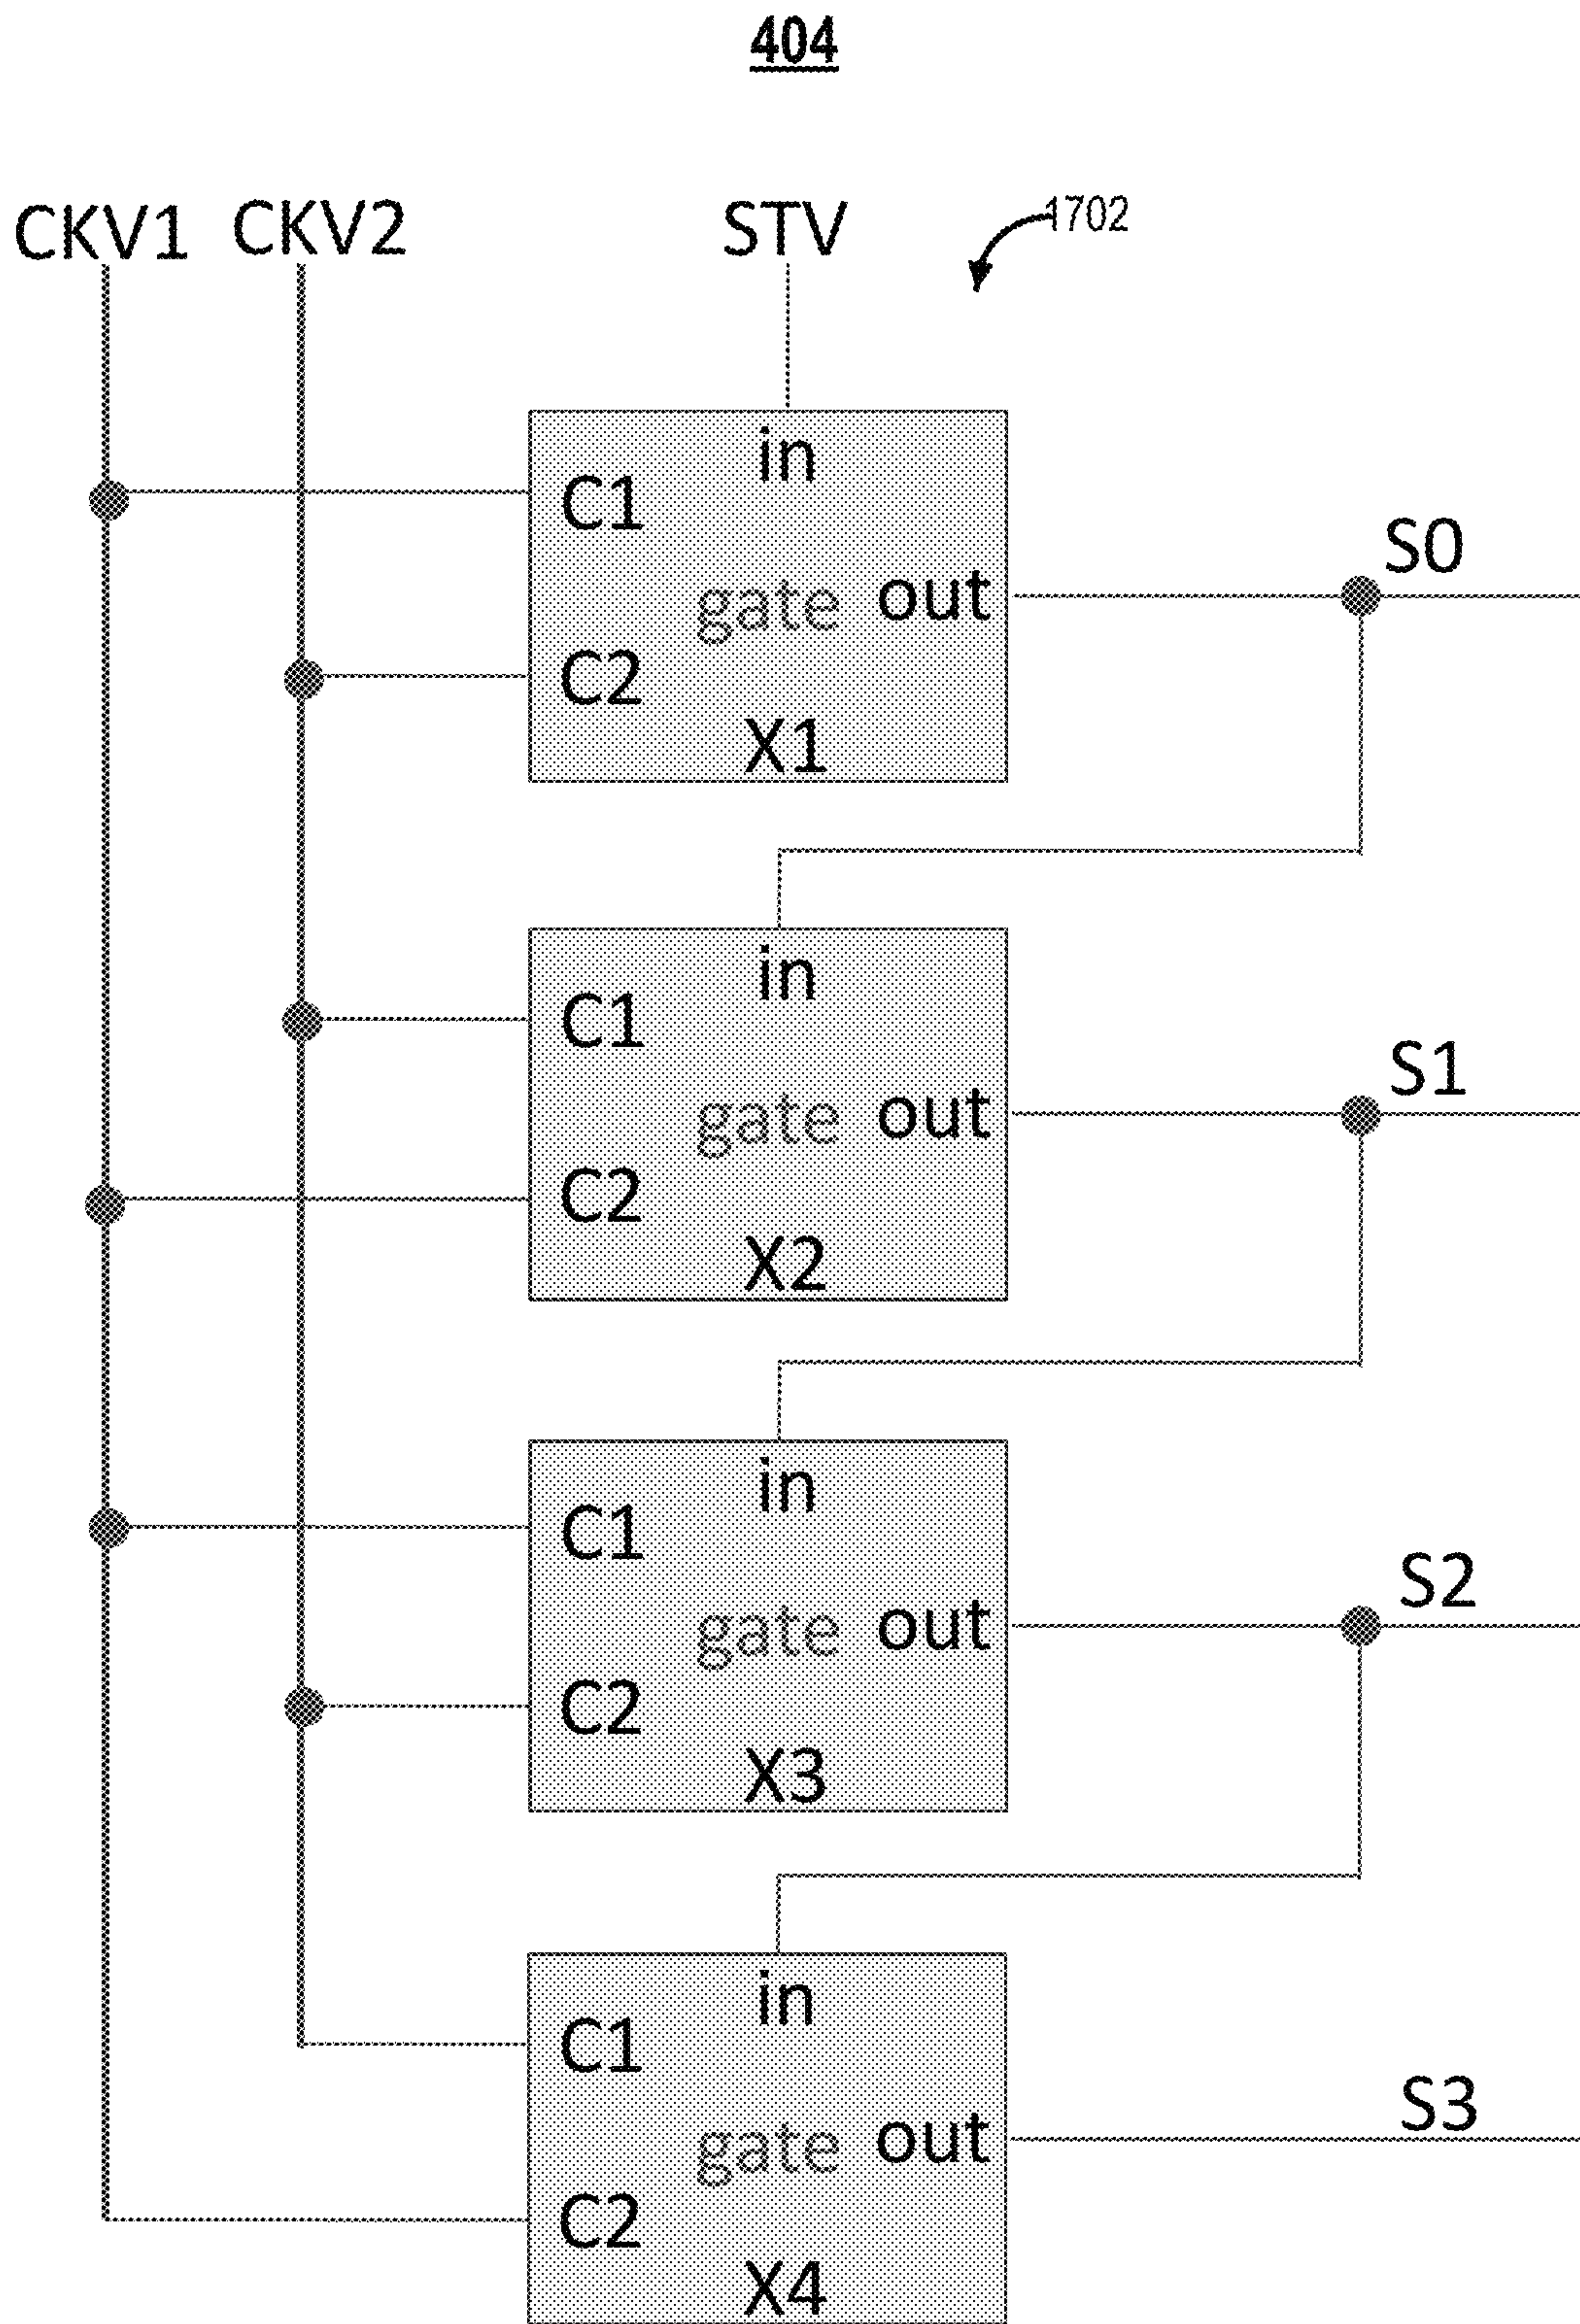 404
CKV1 CKV2 STV 1702
in
C1
S0
gate out
C2
X1
in
C1
S1
gate out
C2
X2
in
C1
S2
gate out
C2
X3
in
C1
S3
gate out
C2
X4